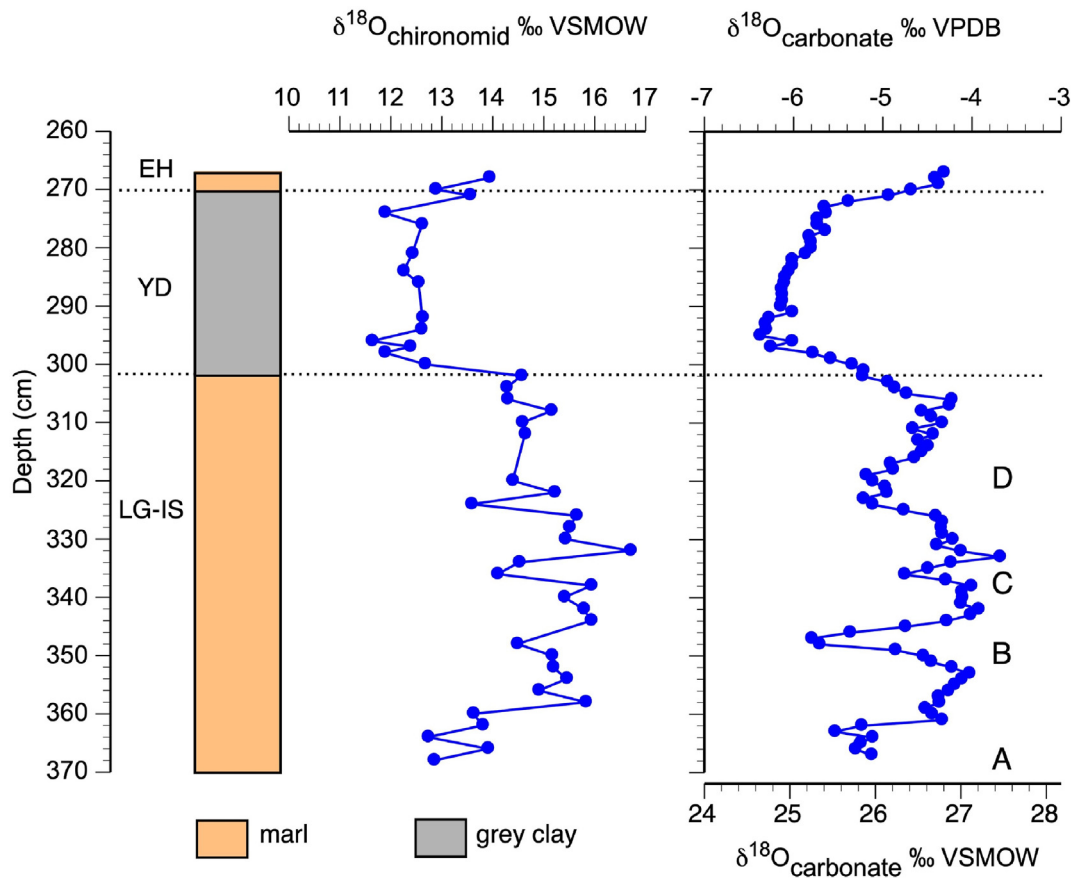 δ18Ochironomid ‰ VSMOW
δ18Ocarbonate ‰ VPDB
10 11 12 13 14 15 16 17
-7 -6 -5 -4 -3
260
270
280
290
300
310
320
330
340
350
360
370
Depth (cm)
EH
YD
LG-IS
D
C
B
A
24 25 26 27 28
δ18Ocarbonate ‰ VSMOW
marl
grey clay